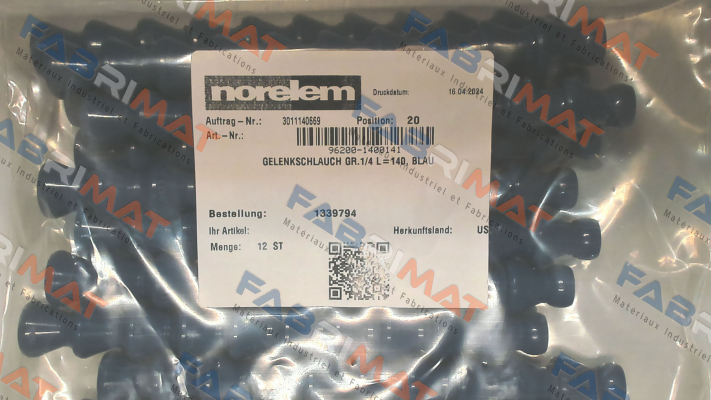 norelem
Druckdatum: 16.04.2024
Auftrag-Nr.: 3011140669 Position: 20
Art.-Nr.:
96200-1400141
GELENKSCHLAUCH GR.1/4 L=140, BLAU
Bestellung: 1339794
Ihr Artikel: Herkunftsland: US
Menge: 12 ST
FABRIMAT
Materiaux Industriel et Fabrications